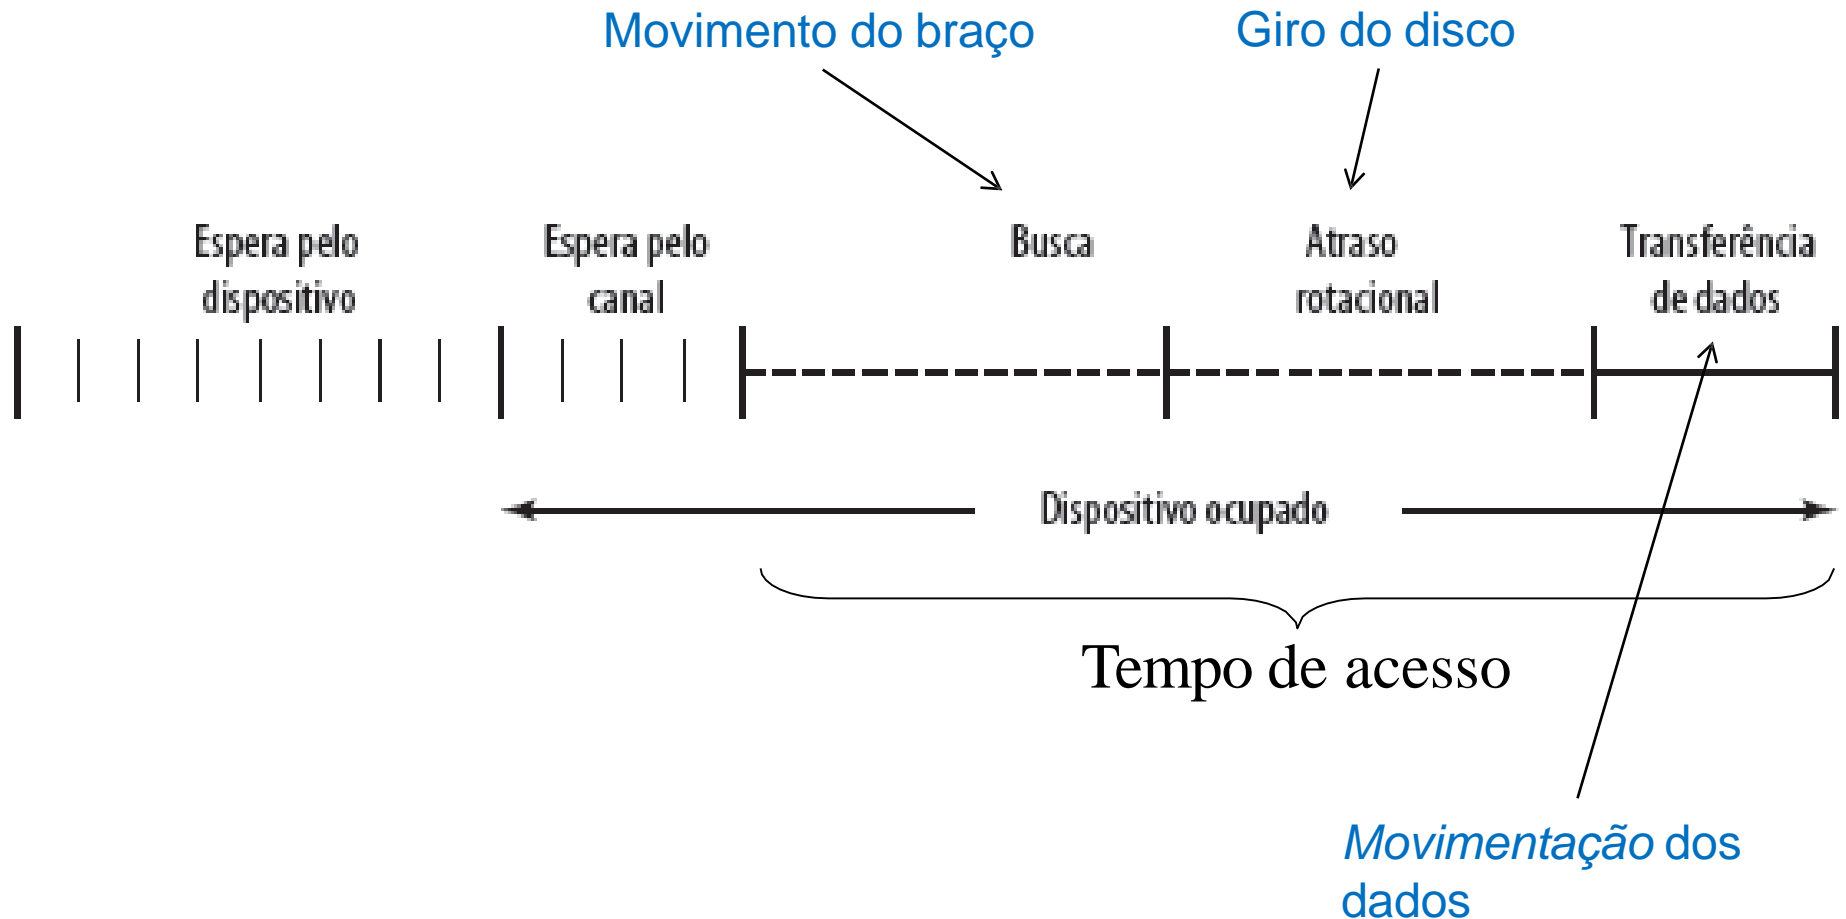 Movimento do braço
Giro do disco
Espera pelo
dispositivo
Espera pelo
canal
Busca
Atraso
rotacional
Transferência
de dados
Dispositivo ocupado
Tempo de acesso
Movimentação dos
dados